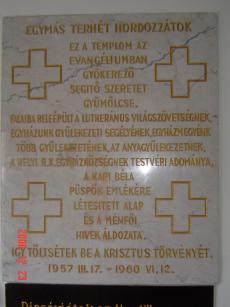 EGYMÁS TERHÉT HORDOZZÁTOK
EZ A TEMPLOM AZ
EVANGÉLIUMBAN
GYÖKEREZŐ
SEGÍTŐ SZERETET
GYÜMÖLCSE.
FALAIBA BELEÉPÜLT A LUTHERÁNUS VILÁGSZÖVETSÉGNEK,
EGYHÁZUNK GYÜLEKEZETI SEGÉLYÉNEK, EGYHÁZMEGYÉNK
TÖBB GYÜLEKEZETÉNEK, AZ ANYAGYÜLEKEZETNEK,
A HELYI R.K. EGYHÁZKÖZSÉGNEK TESTVÉRI ADOMÁNYA,
A KAPI BÉLA
PÜSPÖK EMLÉKÉRE
LÉTESÍTETT ALAP
ÉS A MÉNFŐI
HÍVEK ÁLDOZATA.
ÍGY TÖLTSÉTEK BE A KRISZTUS TÖRVÉNYÉT.
1957 III. 17. - 1960 VI. 12.